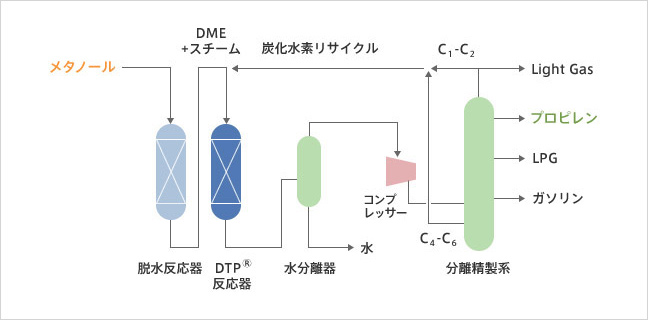 DME
+スチーム
炭化水素リサイクル
C1-C2
メタノール
Light Gas
プロピレン
LPG
コンプ
レッサー
ガソリン
C4-C6
水
脱水反応器
DTP®
反応器
水分離器
分離精製系